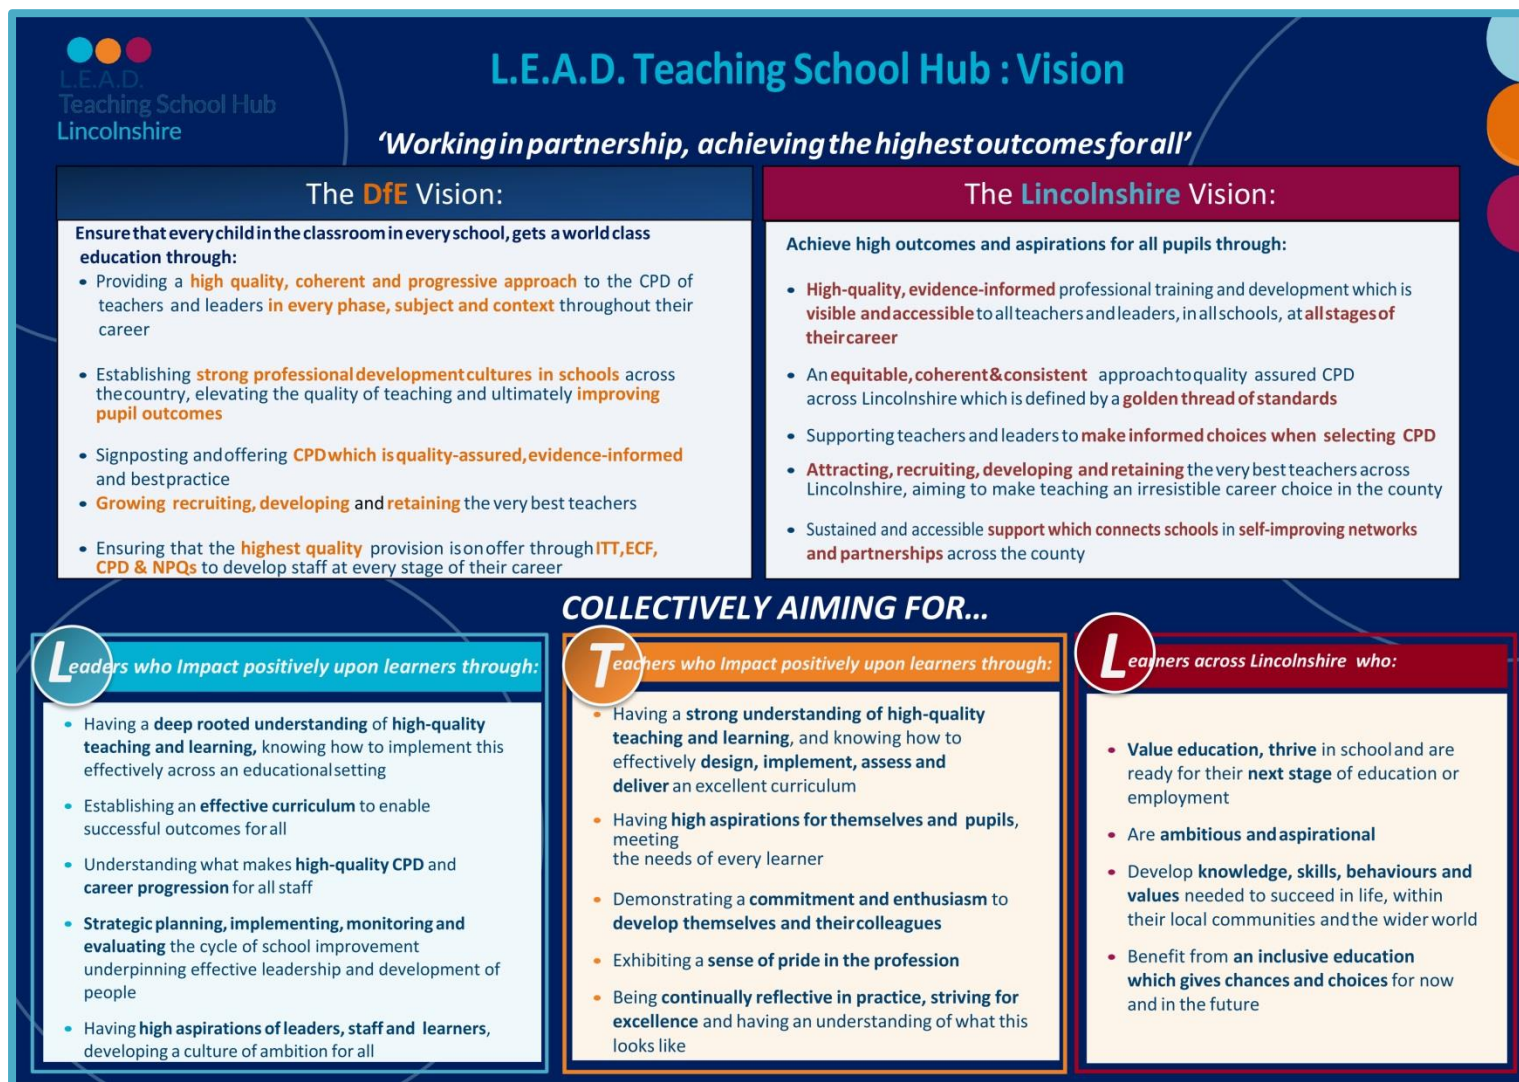 L.E.A.D.
Teaching School Hub
Lincolnshire
L.E.A.D. Teaching School Hub : Vision
‘Working in partnership, achieving the highest outcomes for all’
The DfE Vision:
Ensure that every child in the classroom in every school, gets a world class
education through:
• Providing a high quality, coherent and progressive approach to the CPD of
teachers and leaders in every phase, subject and context throughout their
career
• Establishing strong professional development cultures in schools across
the country, elevating the quality of teaching and ultimately improving
pupil outcomes
• Signposting and offering CPD which is quality-assured, evidence-informed
and best practice
• Growing recruiting, developing and retaining the very best teachers
• Ensuring that the highest quality provision is on offer through ITT, ECF,
CPD & NPQs to develop staff at every stage of their career
The Lincolnshire Vision:
Achieve high outcomes and aspirations for all pupils through:
• High-quality, evidence-informed professional training and development which is
visible and accessible to all teachers and leaders, in all schools, at all stages of
their career
• An equitable, coherent & consistent approach to quality assured CPD
across Lincolnshire which is defined by a golden thread of standards
• Supporting teachers and leaders to make informed choices when selecting CPD
• Attracting, recruiting, developing and retaining the very best teachers across
Lincolnshire, aiming to make teaching an irresistible career choice in the county
• Sustained and accessible support which connects schools in self-improving networks
and partnerships across the county
COLLECTIVELY AIMING FOR...
Leaders who Impact positively upon learners through:
• Having a deep rooted understanding of high-quality
teaching and learning, knowing how to implement this
effectively across an educational setting
• Establishing an effective curriculum to enable
successful outcomes for all
• Understanding what makes high-quality CPD and
career progression for all staff
• Strategic planning, implementing, monitoring and
evaluating the cycle of school improvement
underpinning effective leadership and development of
people
• Having high aspirations of leaders, staff and learners,
developing a culture of ambition for all
Teachers who Impact positively upon learners through:
• Having a strong understanding of high-quality
teaching and learning, and knowing how to
effectively design, implement, assess and
deliver an excellent curriculum
• Having high aspirations for themselves and pupils,
meeting
the needs of every learner
• Demonstrating a commitment and enthusiasm to
develop themselves and their colleagues
• Exhibiting a sense of pride in the profession
• Being continually reflective in practice, striving for
excellence and having an understanding of what this
looks like
Learners across Lincolnshire who:
• Value education, thrive in school and are
ready for their next stage of education or
employment
• Are ambitious and aspirational
• Develop knowledge, skills, behaviours and
values needed to succeed in life, within
their local communities and the wider world
• Benefit from an inclusive education
which gives chances and choices for now
and in the future